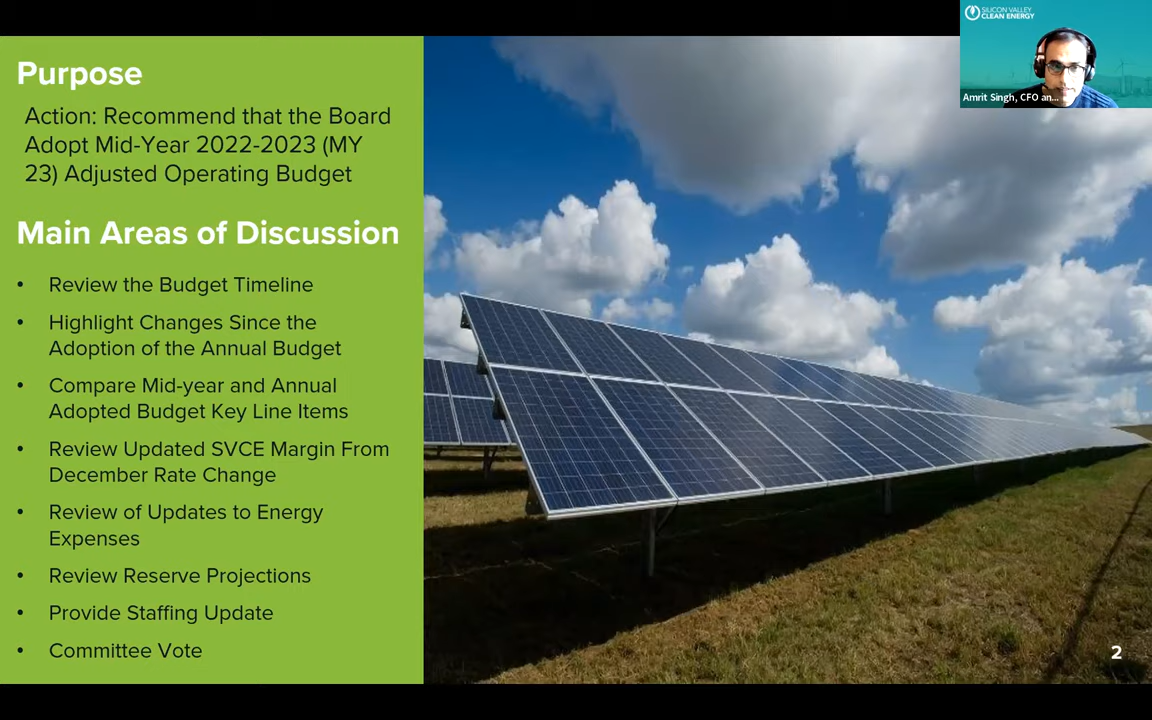 SILICON VALLEY
CLEAN ENERGY
Amrit Singh, CFO an...
Purpose
Action: Recommend that the Board
Adopt Mid-Year 2022-2023 (MY
23) Adjusted Operating Budget
Main Areas of Discussion
• Review the Budget Timeline
• Highlight Changes Since the
Adoption of the Annual Budget
• Compare Mid-year and Annual
Adopted Budget Key Line Items
• Review Updated SVCE Margin From
December Rate Change
• Review of Updates to Energy
Expenses
• Review Reserve Projections
• Provide Staffing Update
• Committee Vote
2